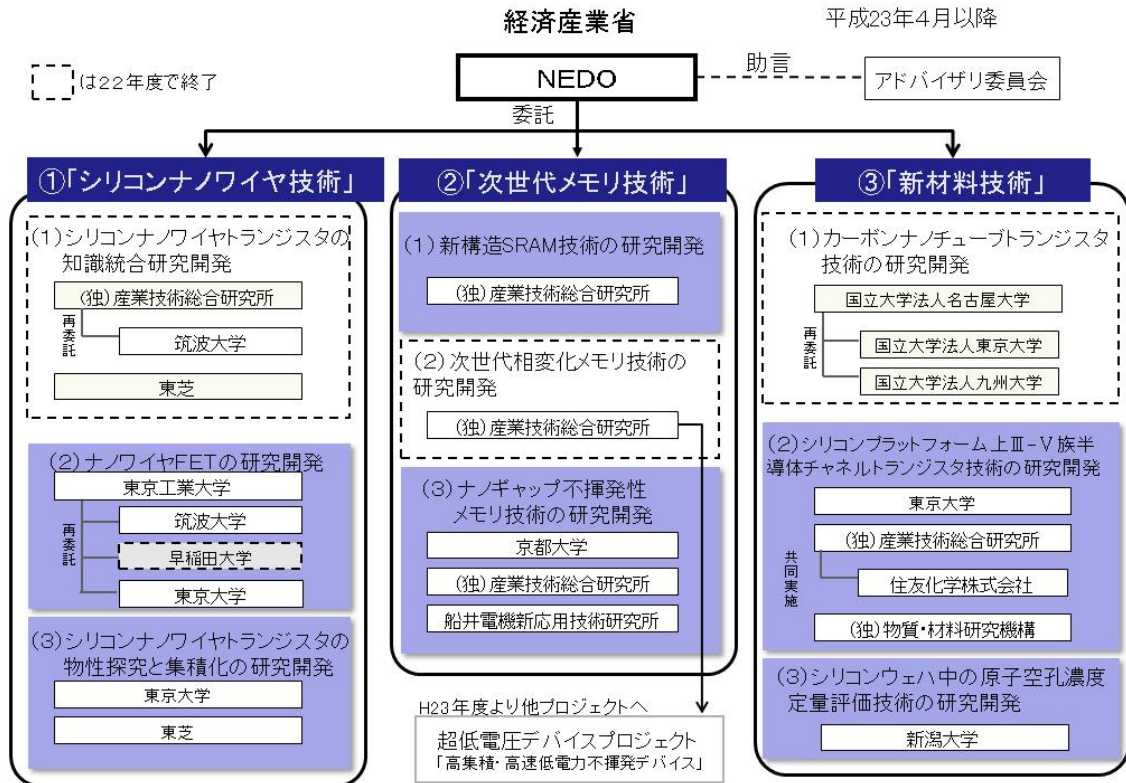 経済産業省
平成23年4月以降
は22年度で終了
NEDO
助言
アドバイザリ委員会
委託
①「シリコンナノワイヤ技術」
(1)シリコンナノワイヤトランジスタの
知識統合研究開発
(独)産業技術総合研究所
再委託
筑波大学
東芝
(2)ナノワイヤFETの研究開発
東京工業大学
再委託
筑波大学
早稲田大学
東京大学
(3)シリコンナノワイヤトランジスタの
物性探究と集積化の研究開発
東京大学
東芝
②「次世代メモリ技術」
(1)新構造SRAM技術の研究開発
(独)産業技術総合研究所
(2)次世代相変化メモリ技術の
研究開発
(独)産業技術総合研究所
(3)ナノギャップ不揮発性
メモリ技術の研究開発
京都大学
(独)産業技術総合研究所
船井電機新応用技術研究所
H23年度より他プロジェクトへ
超低電圧デバイスプロジェクト
「高集積・高速低電力不揮発デバイス」
③「新材料技術」
(1)カーボンナノチューブトランジスタ
技術の研究開発
国立大学法人名古屋大学
再委託
国立大学法人東京大学
国立大学法人九州大学
(2)シリコンプラットフォーム上Ⅲ-Ⅴ族半
導体チャネルトランジスタ技術の研究開発
東京大学
(独)産業技術総合研究所
共同実施
住友化学株式会社
(独)物質・材料研究機構
(3)シリコンウェハ中の原子空孔濃度
定量評価技術の研究開発
新潟大学